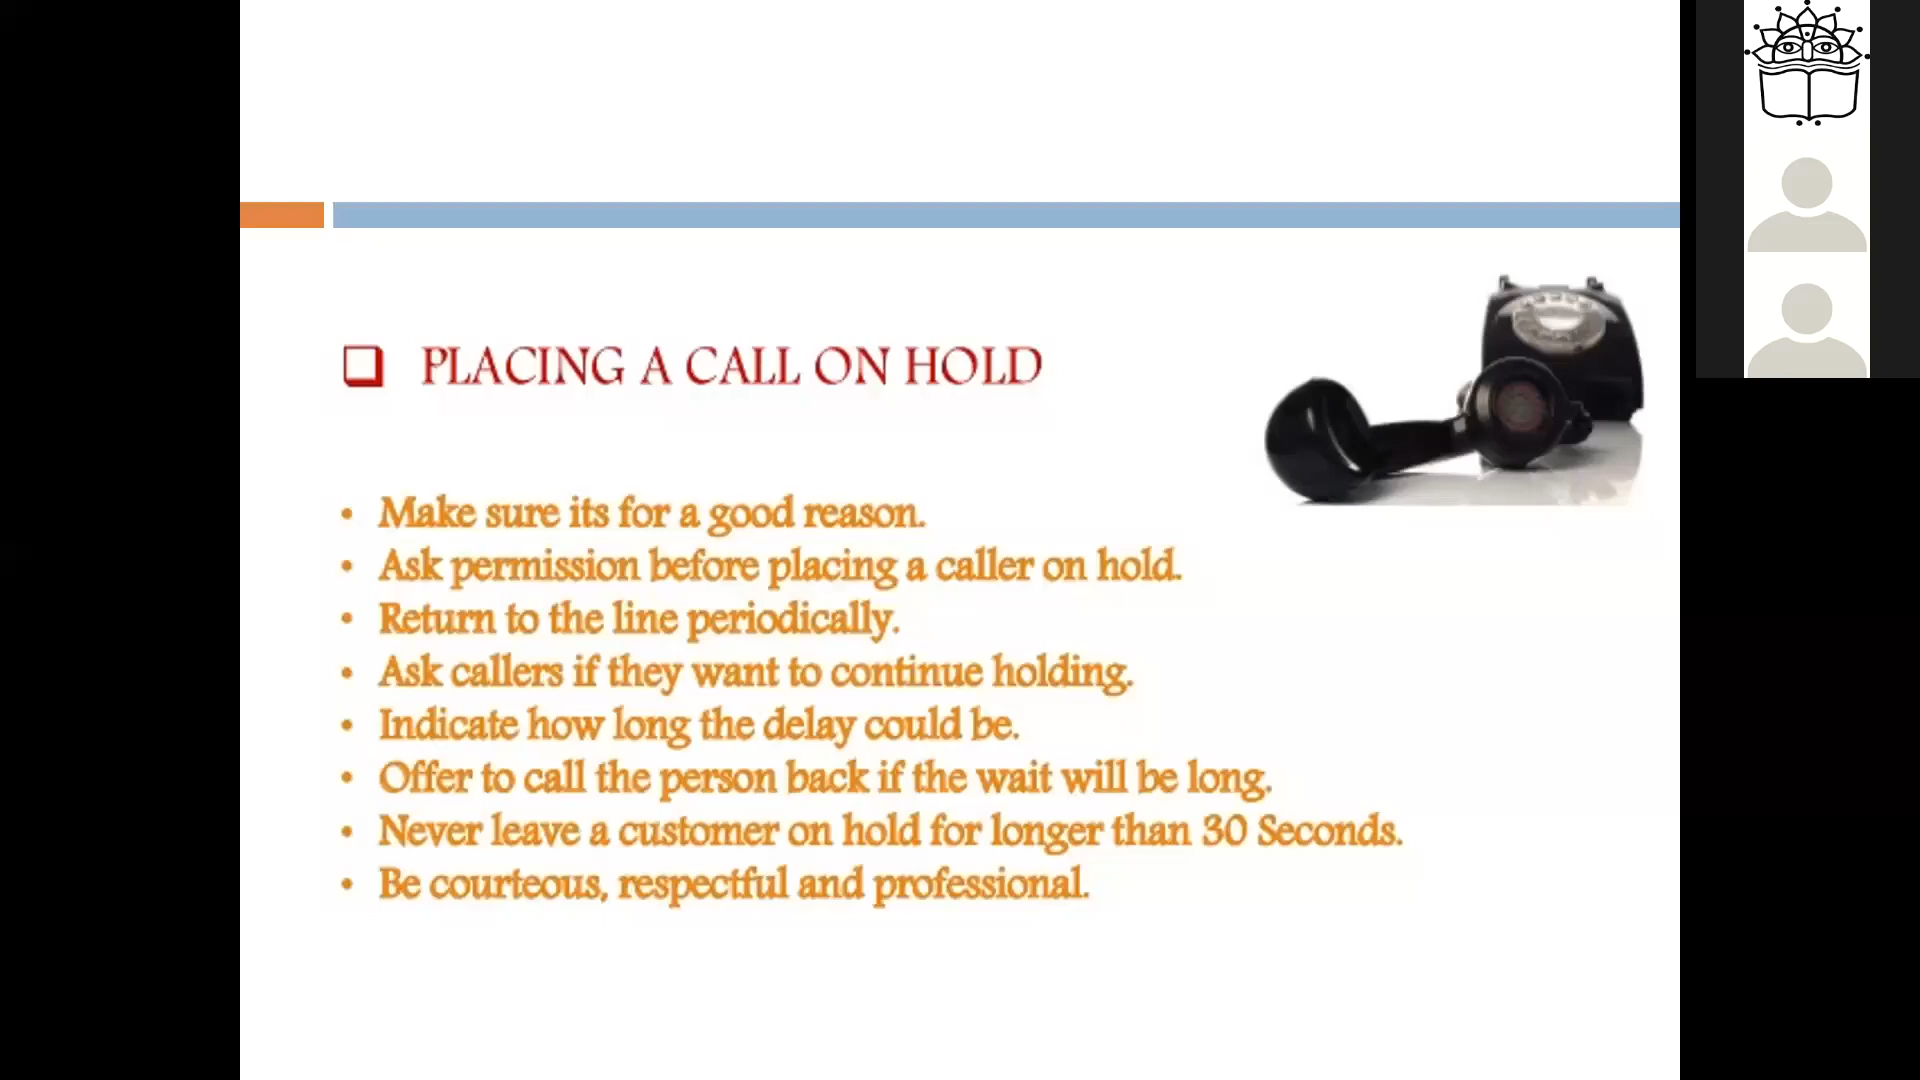 PLACING A CALL ON HOLD
• Make sure its for a good reason.
• Ask permission before placing a caller on hold.
• Return to the line periodically.
• Ask callers if they want to continue holding.
• Indicate how long the delay could be.
• Offer to call the person back if the wait will be long.
• Never leave a customer on hold for longer than 30 Seconds.
• Be courteous, respectful and professional.